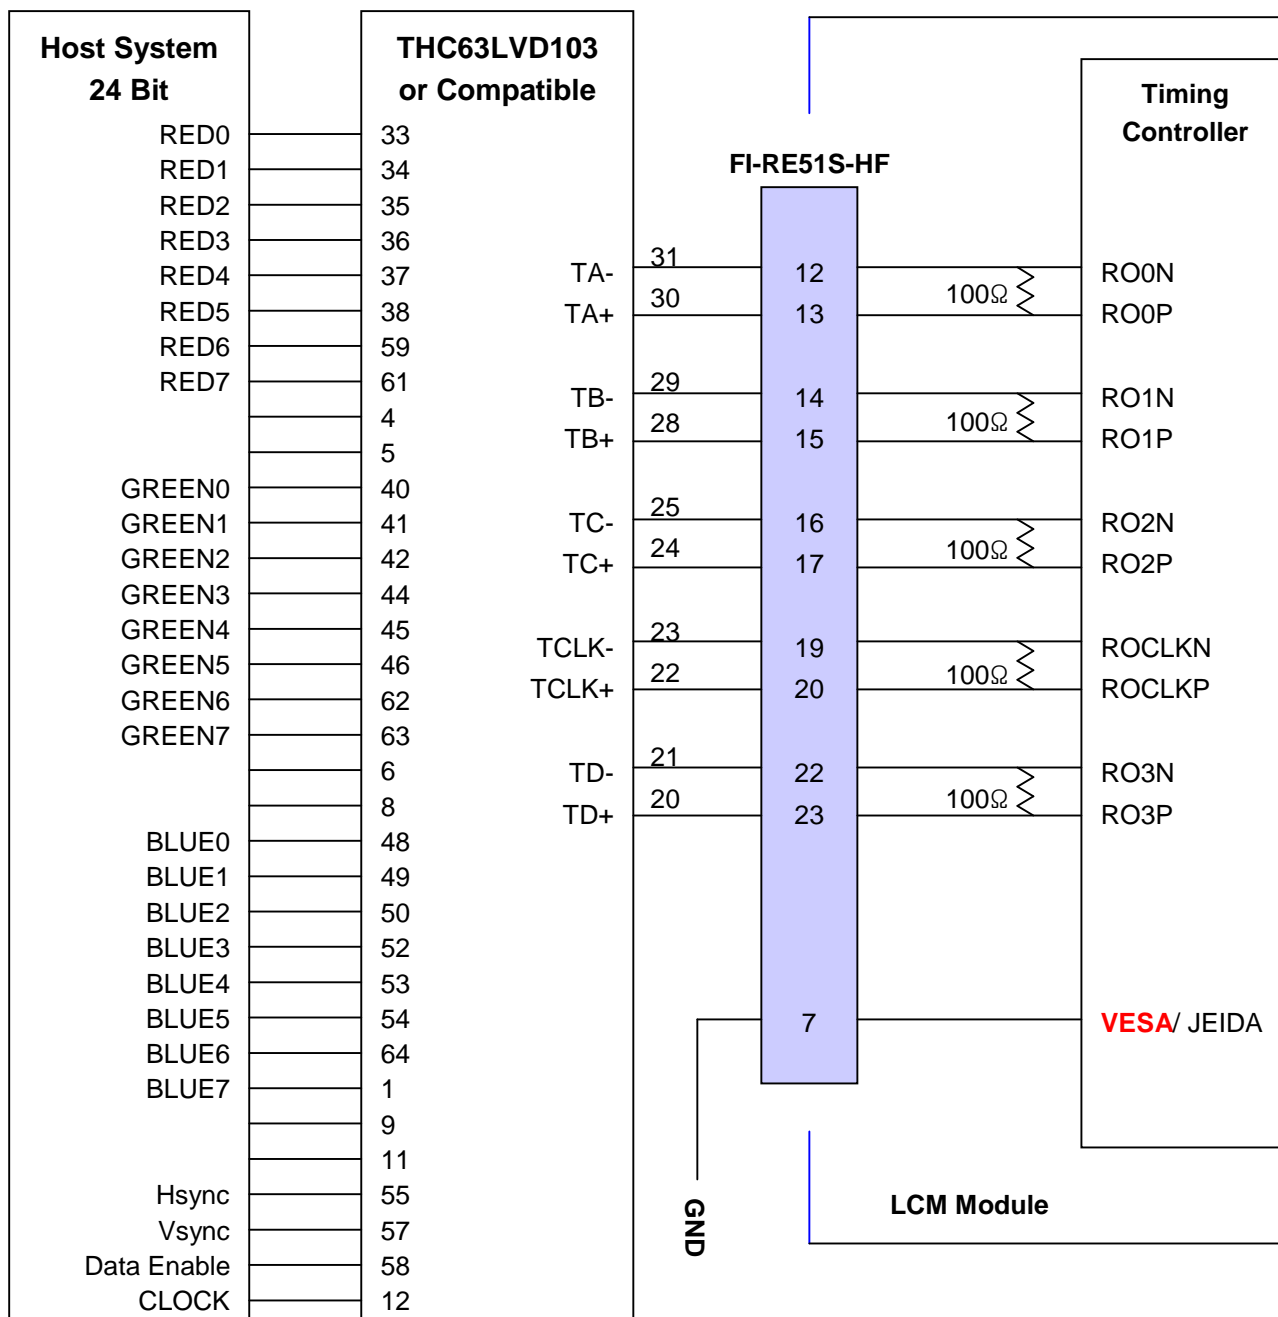 Host System
24 Bit
RED0
RED1
RED2
RED3
RED4
RED5
RED6
RED7
GREEN0
GREEN1
GREEN2
GREEN3
GREEN4
GREEN5
GREEN6
GREEN7
BLUE0
BLUE1
BLUE2
BLUE3
BLUE4
BLUE5
BLUE6
BLUE7
Hsync
Vsync
Data Enable
CLOCK
THC63LVD103
or Compatible
33
34
35
36
37
38
59
61
4
5
40
41
42
44
45
46
62
63
6
8
48
49
50
52
53
54
64
1
9
11
55
57
58
12
TA-
TA+
TB-
TB+
TC-
TC+
TCLK-
TCLK+
TD-
TD+
31
30
29
28
25
24
23
22
21
20
FI-RE51S-HF
12
13
14
15
16
17
19
20
22
23
7
GND
100Ω
100Ω
100Ω
100Ω
100Ω
Timing
Controller
RO0N
RO0P
RO1N
RO1P
RO2N
RO2P
ROCLKN
ROCLKP
RO3N
RO3P
VESA/ JEIDA
LCM Module